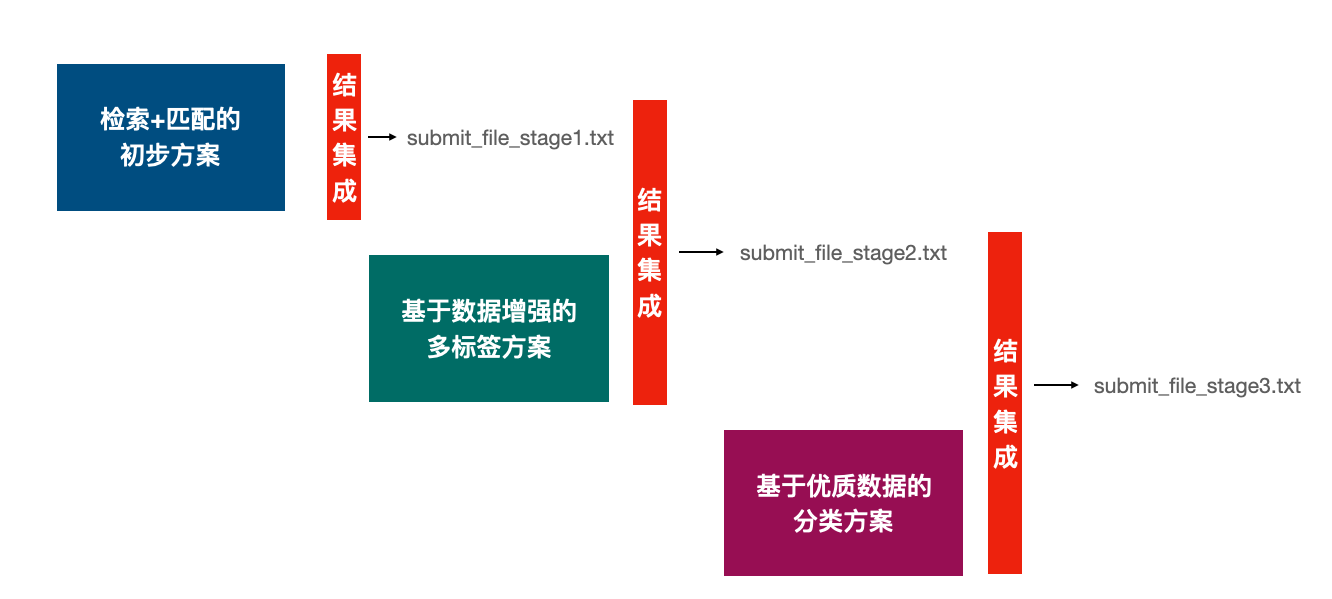 检索+匹配的
初步方案
结果集成
submit_file_stage1.txt
基于数据增强的
多标签方案
结果集成
submit_file_stage2.txt
基于优质数据的
分类方案
结果集成
submit_file_stage3.txt